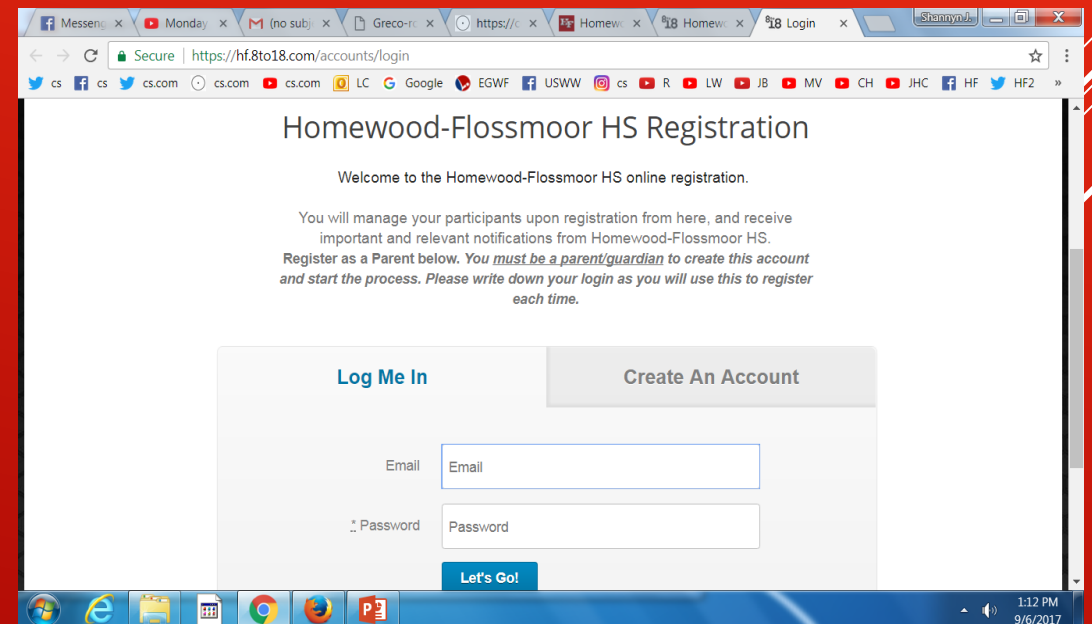 Messeng
Monday
(no subj
Greco-ro
https://c
Homewo
Homewo
Login
Shannyn J.
Secure
https://hf.8to18.com/accounts/login
cs
cs
cs.com
cs.com
cs.com
LC
Google
EGWF
USWW
cs
R
LW
JB
MV
CH
JHC
HF
HF2
»
Homewood-Flossmoor HS Registration
Welcome to the Homewood-Flossmoor HS online registration.
You will manage your participants upon registration from here, and receive
important and relevant notifications from Homewood-Flossmoor HS.
Register as a Parent below. You must be a parent/guardian to create this account
and start the process. Please write down your login as you will use this to register
each time.
Log Me In
Create An Account
Email
Email
* Password
Password
Let's Go!
1:12 PM
9/6/2017